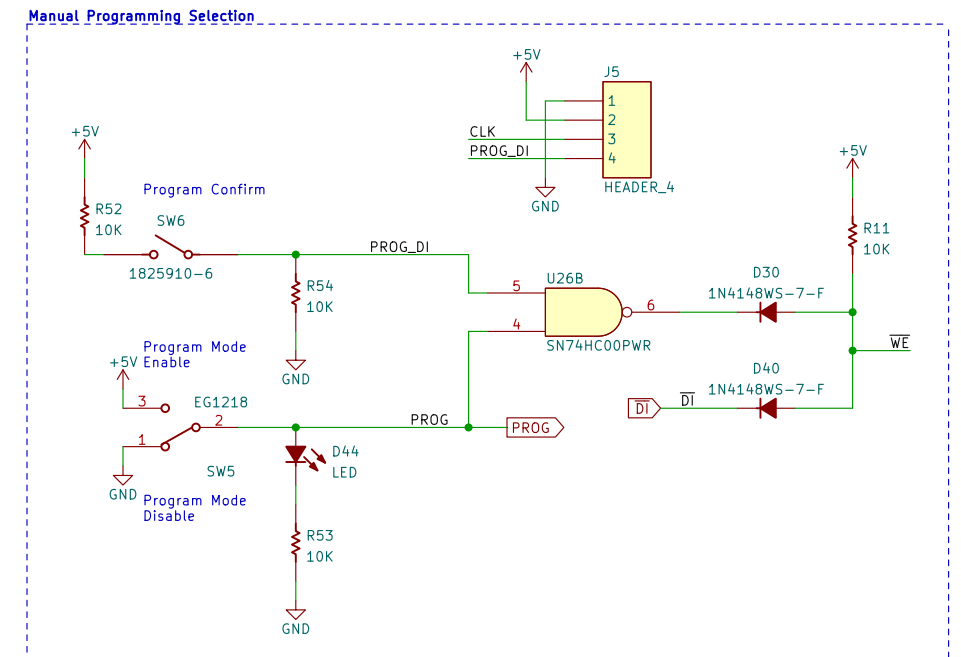 Manual Programming Selection
+5V
J5
1
2
3
4
CLK
PROG_DI
HEADER_4
GND
+5V
R52
10K
Program Confirm
SW6
1825910-6
PROG_DI
R54
10K
GND
+5V
R11
10K
U26B
5
4
6
SN74HC00PWR
D30
1N4148WS-7-F
WE
D40
1N4148WS-7-F
DI
DI
Program Mode
Enable
+5V
3
EG1218
2
1
SW5
GND
Program Mode
Disable
PROG
PROG
D44
LED
R53
10K
GND